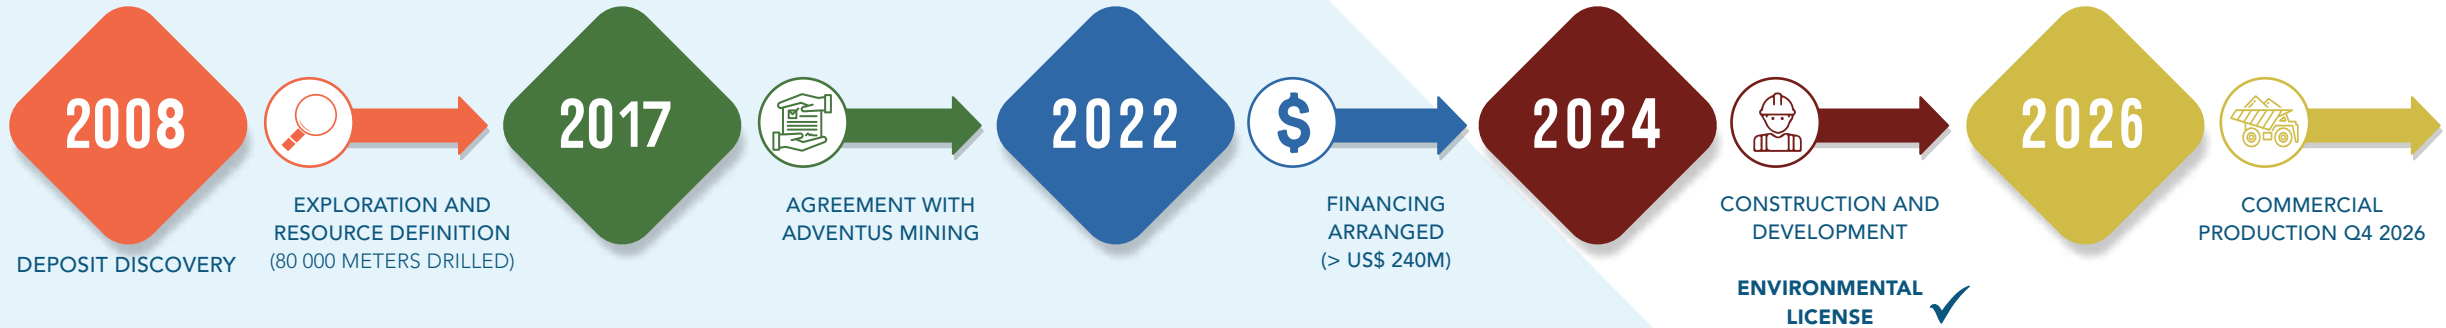 2008
DEPOSIT DISCOVERY
EXPLORATION AND
RESOURCE DEFINITION
(80 000 METERS DRILLED)
2017
AGREEMENT WITH
ADVENTUS MINING
2022
$
FINANCING
ARRANGED
(> US$ 240M)
2024
CONSTRUCTION AND
DEVELOPMENT
ENVIRONMENTAL
LICENSE
2026
COMMERCIAL
PRODUCTION Q4 2026